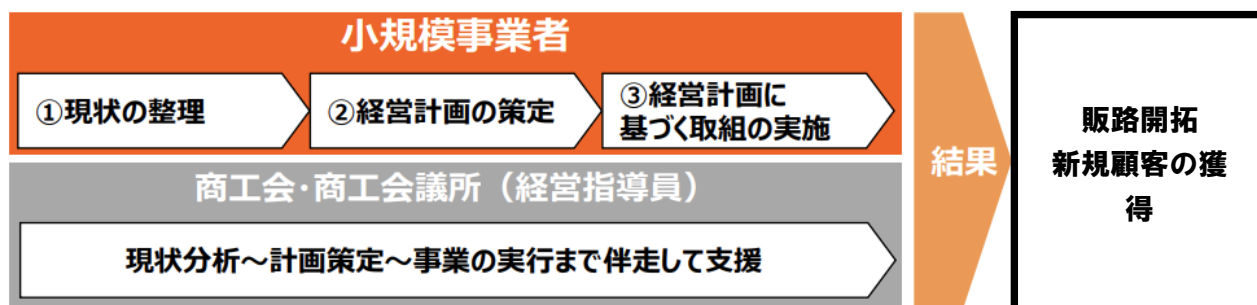 小規模事業者
①現状の整理
②経営計画の策定
③経営計画に
基づく取組の実施
商工会・商工会議所（経営指導員）
現状分析～計画策定～事業の実行まで伴走して支援
結果
販路開拓
新規顧客の獲
得